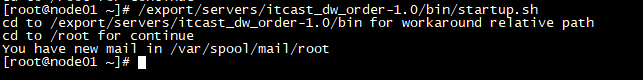 [root@node01 ~]# /export/servers/itcast_dw_order-1.0/bin/startup.sh
cd to /export/servers/itcast_dw_order-1.0/bin for workaround relative path
cd to /root for continue
You have new mail in /var/spool/mail/root
[root@node01 ~]#